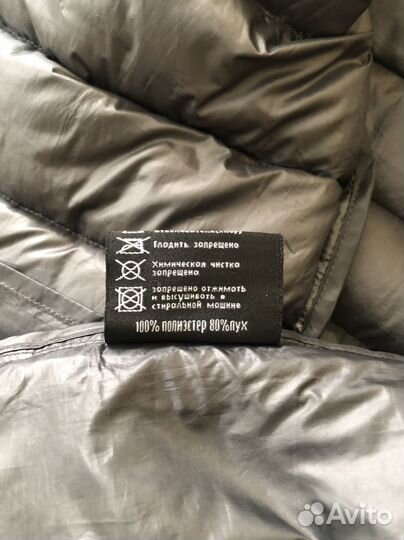 Гладить запрещено
Химическая чистка
запрещена
запрещено отжимать
и высушивать в
стиральной машине
100% полиэстер 80%пух
Avito